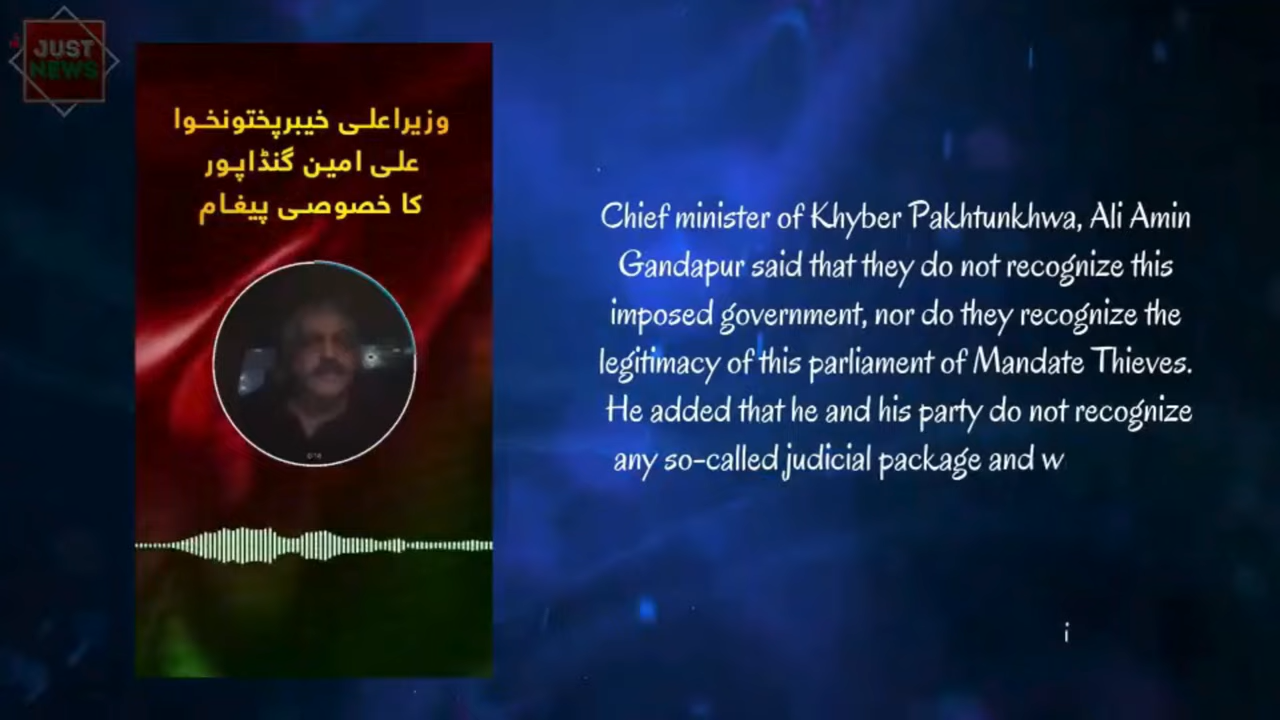 JUST
NEWS
وزیراعلی خیبرپختونخوا
علی امین گنڈاپور
کا خصوصی پیغام
Chief minister of Khyber Pakhtunkhwa, Ali Amin
Gandapur said that they do not recognize this
imposed government, nor do they recognize the
legitimacy of this parliament of Mandate Thieves.
He added that he and his party do not recognize
any so-called judicial package and w
i